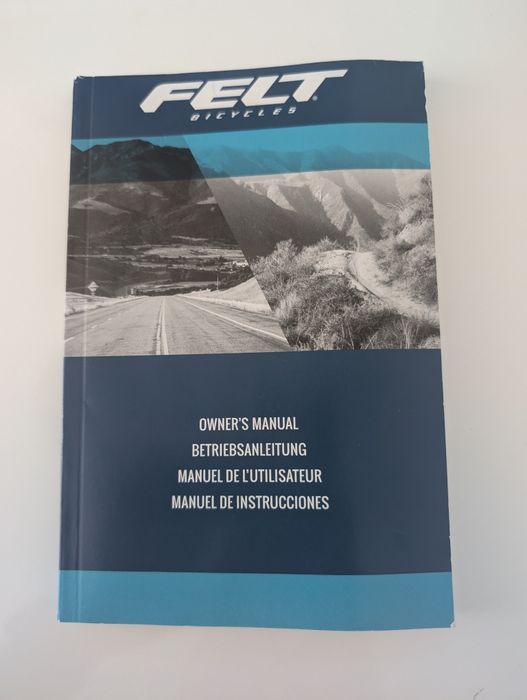 FELT®
BICYCLES
OWNER'S MANUAL
BETRIEBSANLEITUNG
MANUEL DE L'UTILISATEUR
MANUEL DE INSTRUCCIONES